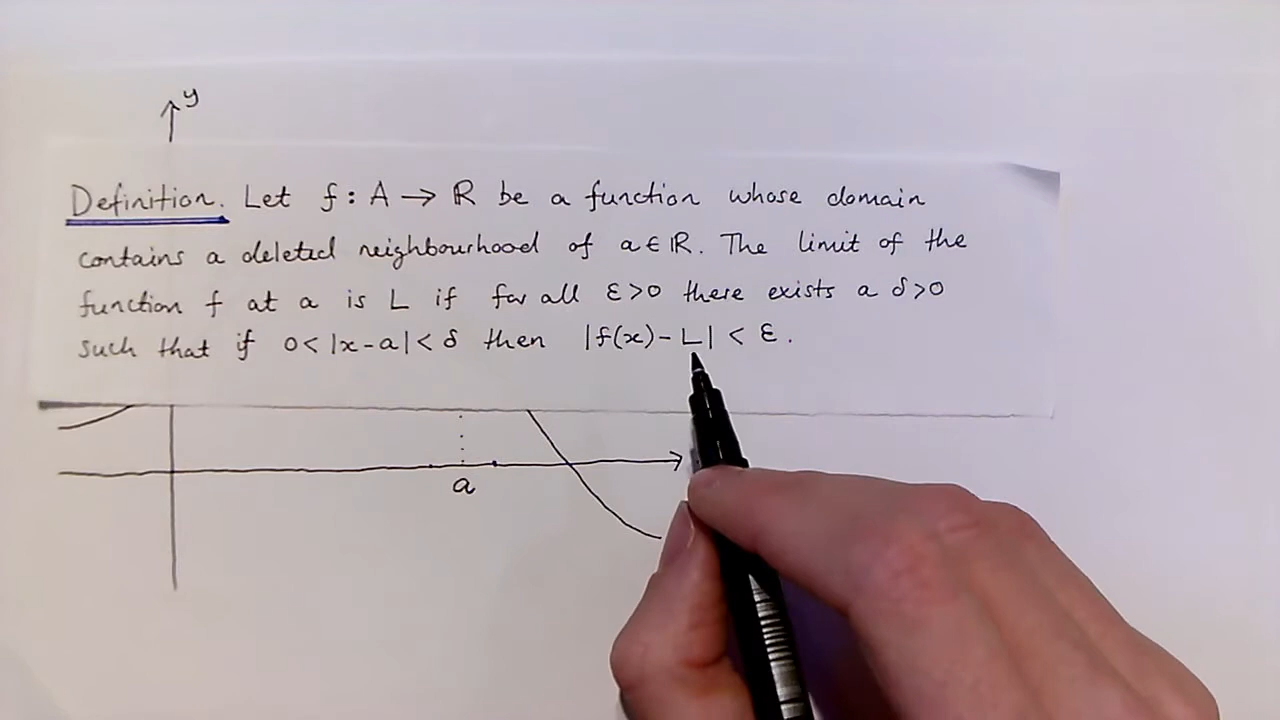 y
Definition. Let f: A → ℝ be a function whose domain
contains a deleted neighbourhood of a ∈ ℝ. The limit of the
function f at a is L if for all ε>0 there exists a δ>0
such that if 0<|x-a|<δ then |f(x)-L| < ε.
a